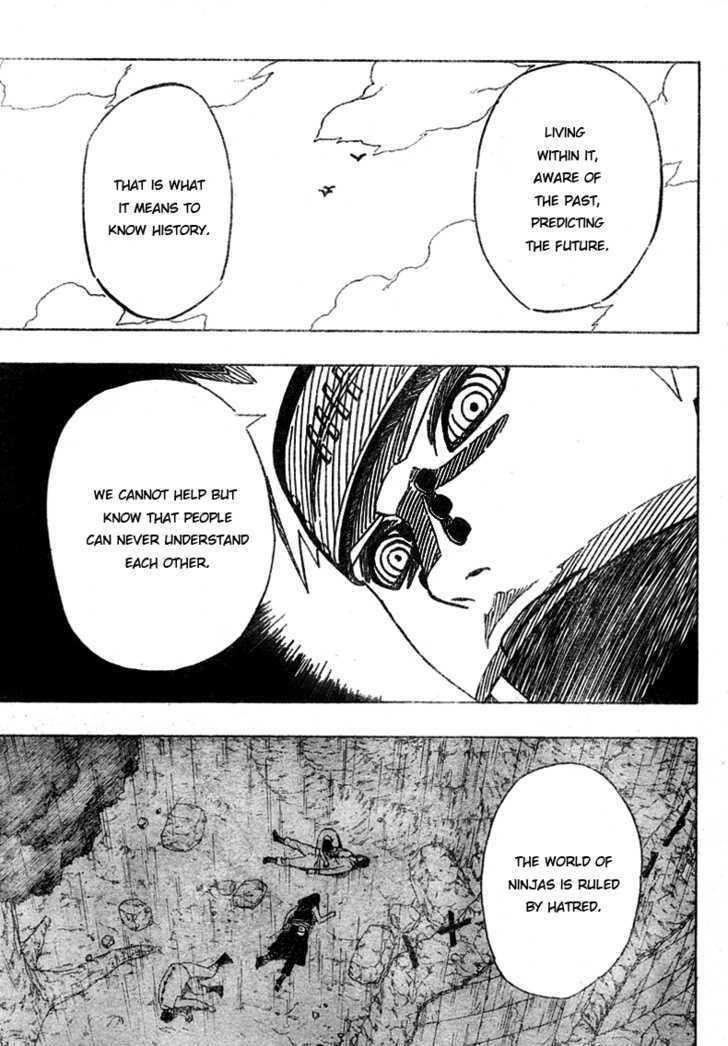 LIVING
WITHIN IT,
AWARE OF
THE PAST,
PREDICTING
THE FUTURE.
THAT IS WHAT
IT MEANS TO
KNOW HISTORY.
WE CANNOT HELP BUT
KNOW THAT PEOPLE
CAN NEVER UNDERSTAND
EACH OTHER.
THE WORLD OF
NINJAS IS RULED
BY HATRED.